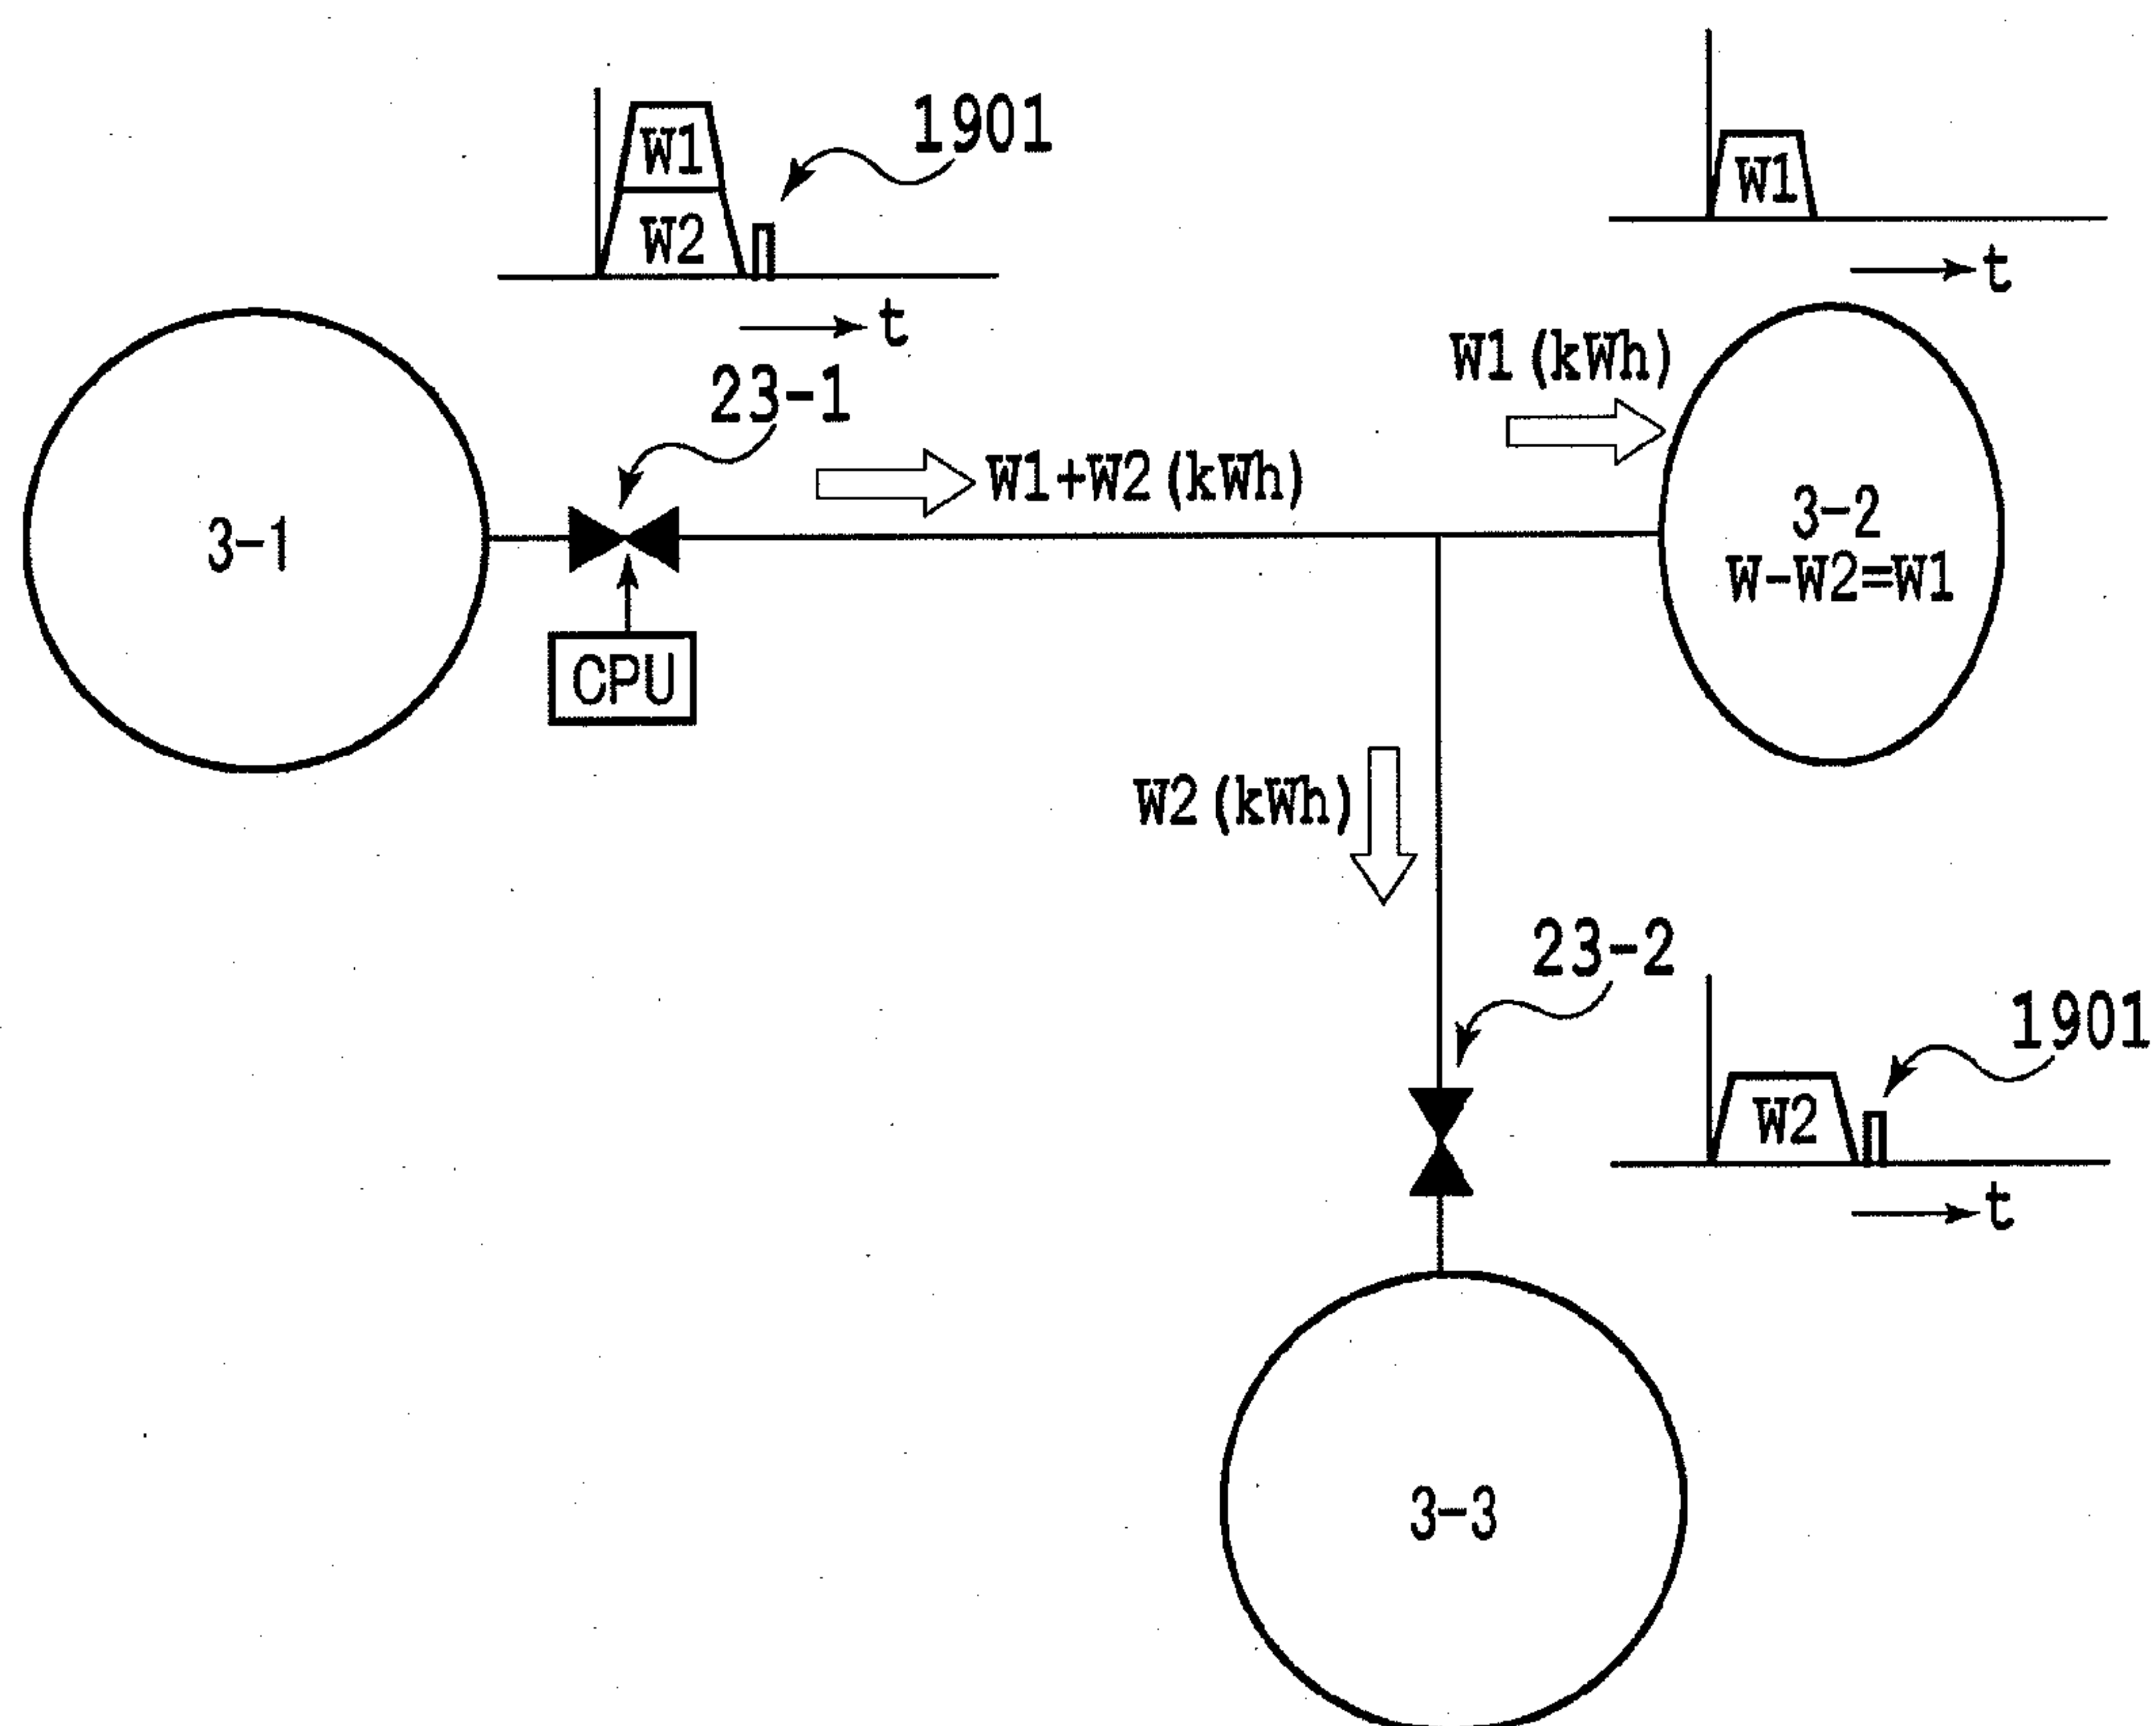 1901
W1
W2
t
W1
t
23-1
W1(kWh)
W1+W2(kWh)
3-1
3-2
W-W2=W1
CPU
W2(kWh)
23-2
1901
W2
t
3-3